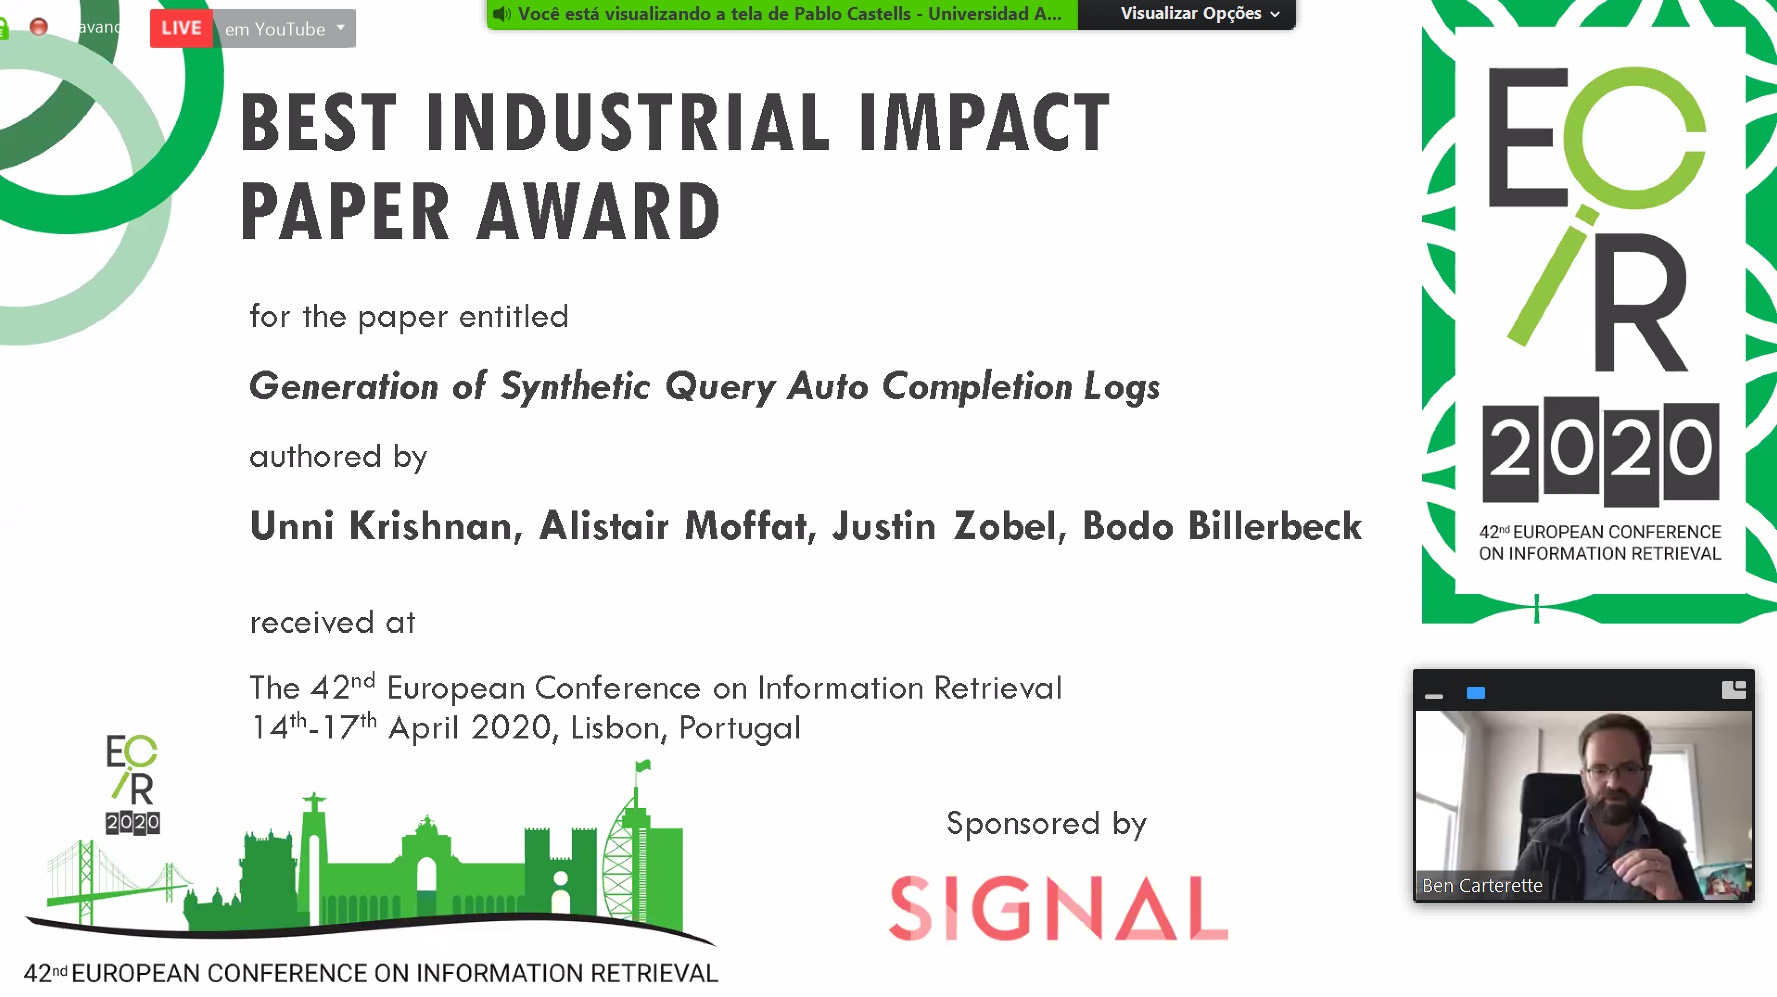 LIVE em YouTube
Você está visualizando a tela de Pablo Castells - Universidad A... Visualizar Opções
BEST INDUSTRIAL IMPACT
PAPER AWARD
for the paper entitled
Generation of Synthetic Query Auto Completion Logs
authored by
Unni Krishnan, Alistair Moffat, Justin Zobel, Bodo Billerbeck
received at
The 42nd European Conference on Information Retrieval
14th-17th April 2020, Lisbon, Portugal
ECIR
2020
42nd EUROPEAN CONFERENCE
ON INFORMATION RETRIEVAL
ECIR
2020
Sponsored by
SIGNAL
42nd EUROPEAN CONFERENCE ON INFORMATION RETRIEVAL
Ben Carterette